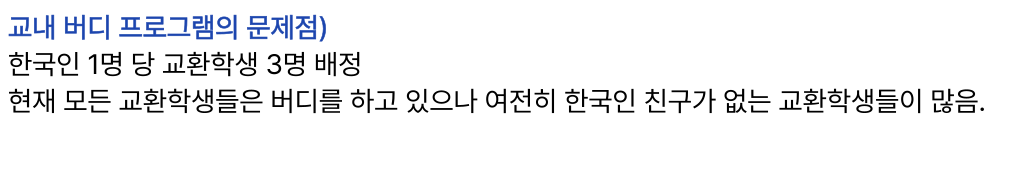 교내 버디 프로그램의 문제점)
한국인 1명 당 교환학생 3명 배정
현재 모든 교환학생들은 버디를 하고 있으나 여전히 한국인 친구가 없는 교환학생들이 많음.